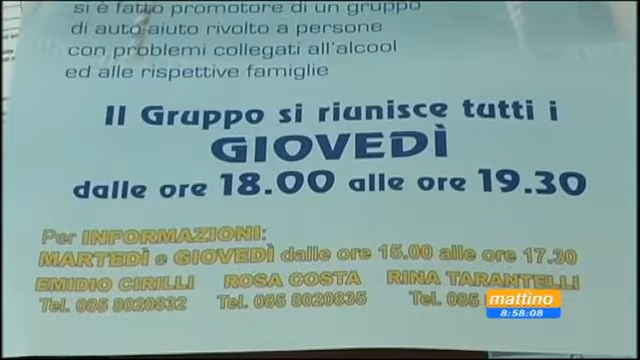 si è fatto promotore di un gruppo
di auto-aiuto rivolto a persone
con problemi collegati all'alcool
ed alle rispettive famiglie
Il Gruppo si riunisce tutti i
GIOVEDÌ
dalle ore 18.00 alle ore 19.30
Per INFORMAZIONI:
MARTEDÌ e GIOVEDÌ dalle ore 15.00 alle ore 17.30
EMIDIO CIRILLI ROSA COSTA RINA TARANTELLI
Tel. 085 8020832 Tel. 085 8020835 Tel. 085
mattino
8:58:08